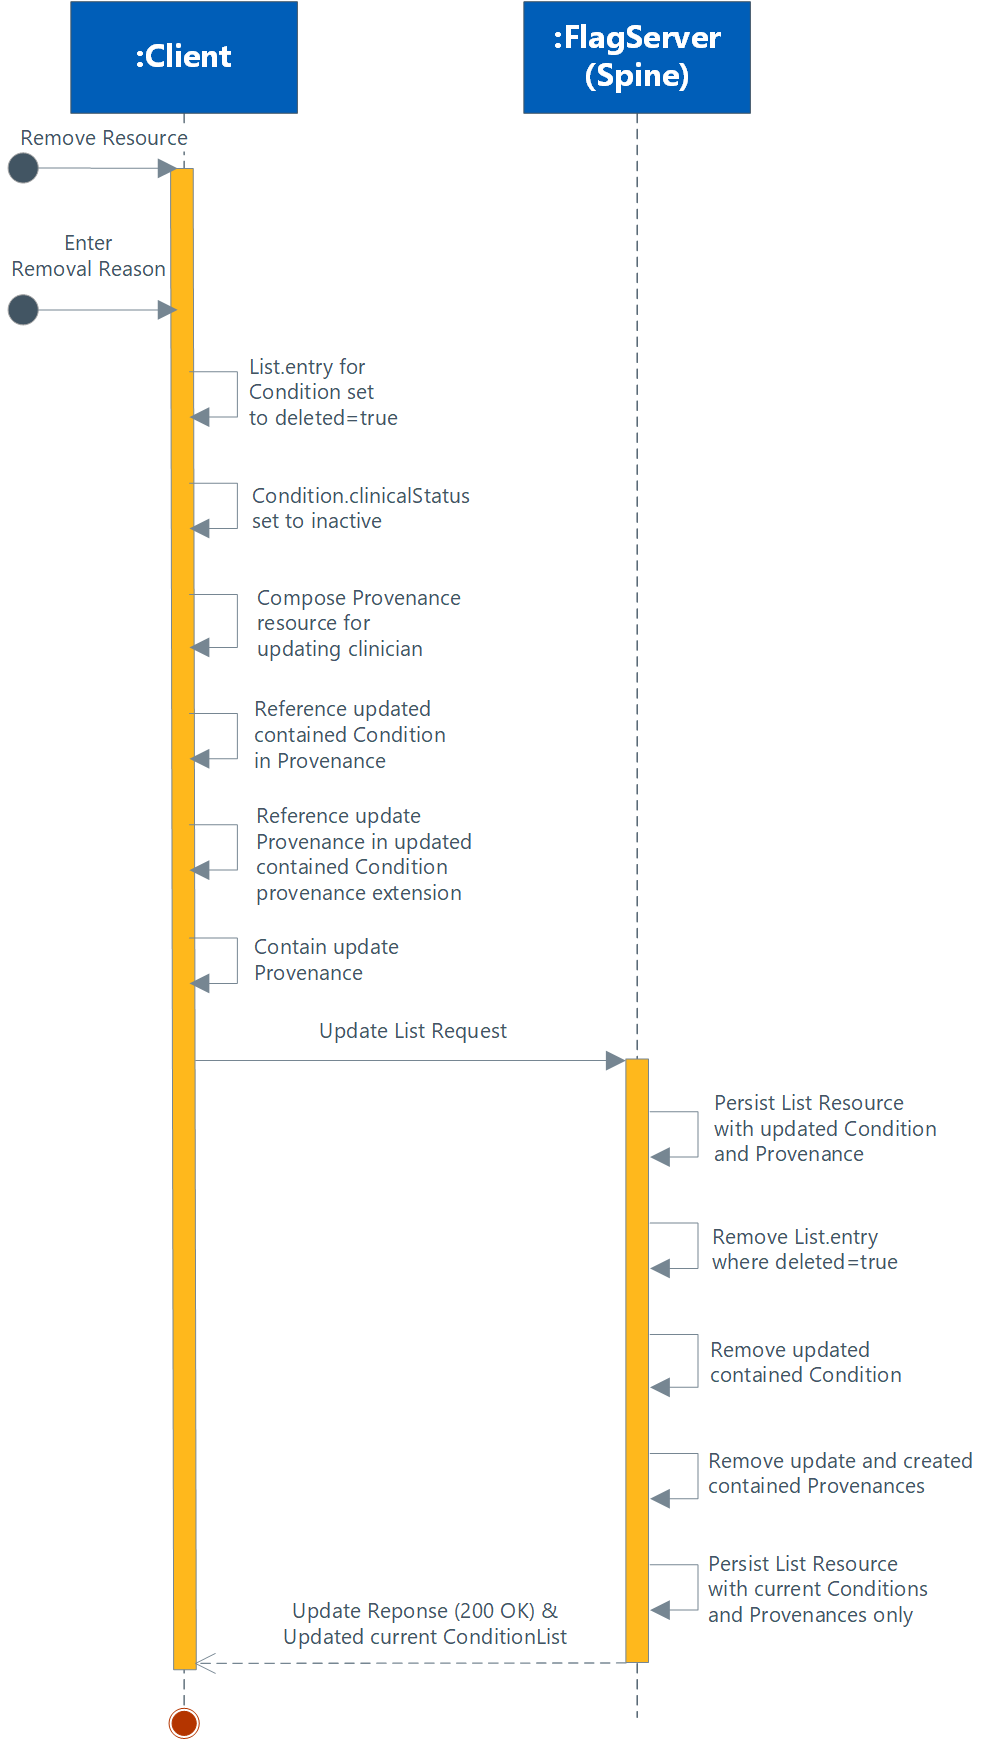 :Client
:FlagServer
(Spine)
Remove Resource
Enter
Removal Reason
List.entry for
Condition set
to deleted=true
Condition.clinicalStatus
set to inactive
Compose Provenance
resource for
updating clinician
Reference updated
contained Condition
in Provenance
Reference update
Provenance in updated
contained Condition
provenance extension
Contain update
Provenance
Update List Request
Persist List Resource
with updated Condition
and Provenance
Remove List.entry
where deleted=true
Remove updated
contained Condition
Remove update and created
contained Provenances
Persist List Resource
with current Conditions
and Provenances only
Update Reponse (200 OK) &
Updated current ConditionList